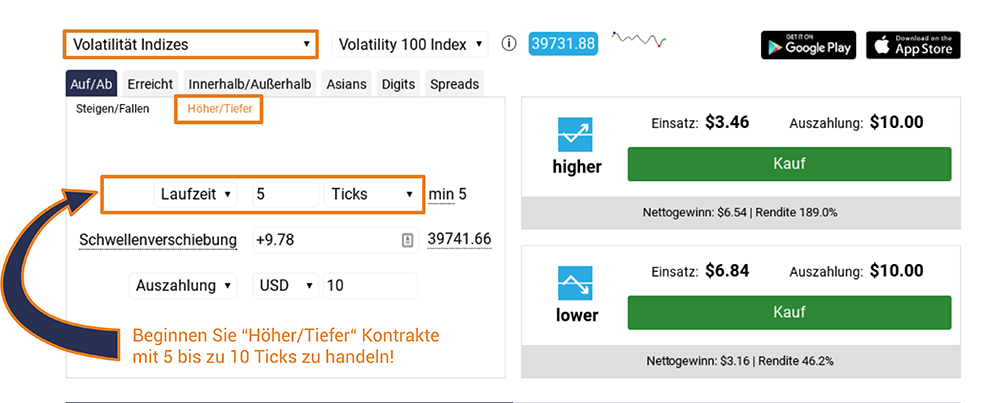 Volatilität Indizes
Volatility 100 Index
39731.88
GET IT ON
Google Play
Download on the
App Store
Auf/Ab Erreicht Innerhalb/Außerhalb Asians Digits Spreads
Steigen/Fallen Höher/Tiefer
Laufzeit 5 Ticks min 5
Schwellenverschiebung +9.78 39741.66
Auszahlung USD 10
Beginnen Sie “Höher/Tiefer“ Kontrakte
mit 5 bis zu 10 Ticks zu handeln!
higher
Einsatz: $3.46 Auszahlung: $10.00
Kauf
Nettogewinn: $6.54 | Rendite 189.0%
lower
Einsatz: $6.84 Auszahlung: $10.00
Kauf
Nettogewinn: $3.16 | Rendite 46.2%